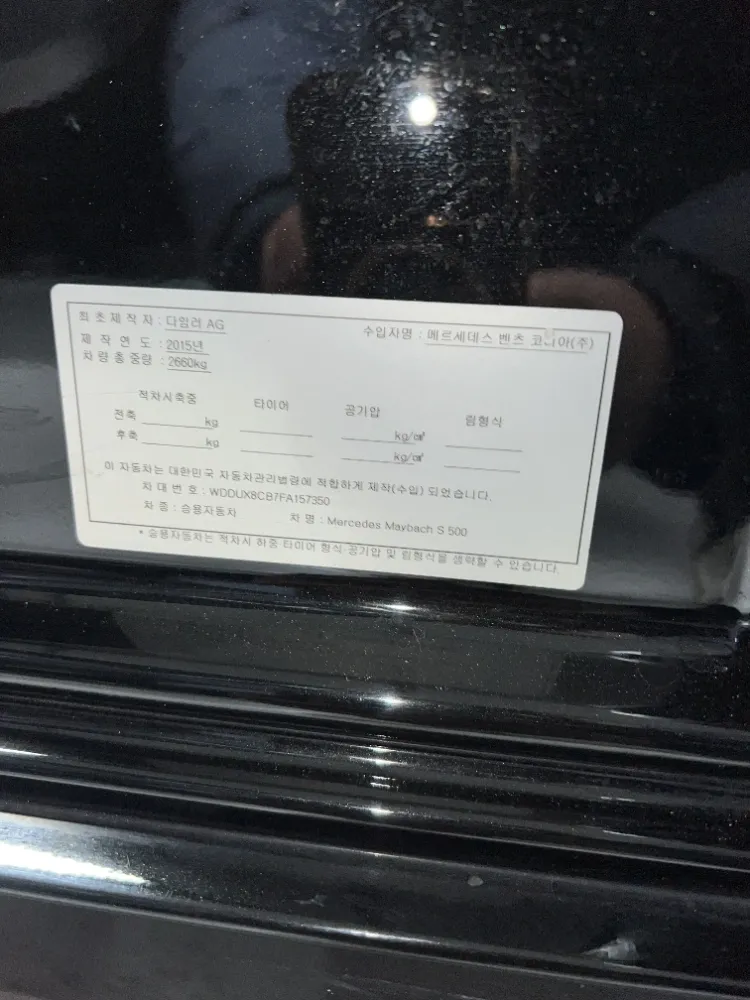 최초제작자 : 다임러 AG
수입자명 : 메르세데스 벤츠 코리아(주)
제 작 연 도 : 2015년
차량총중량 : 2660kg
적차시축중 타이어 공기압 림형식
전축 kg kg/㎠
후축 kg kg/㎠
이 자동차는 대한민국 자동차관리법령에 적합하게 제작(수입) 되었습니다.
차 대 번 호 : WDDUX8CB7FA157350
차 종 : 승용자동차 차 명 : Mercedes Maybach S 500
* 승용자동차는 적차시 하중 타이어 형식 공기압 및 림형식을 생략할 수 있습니다.